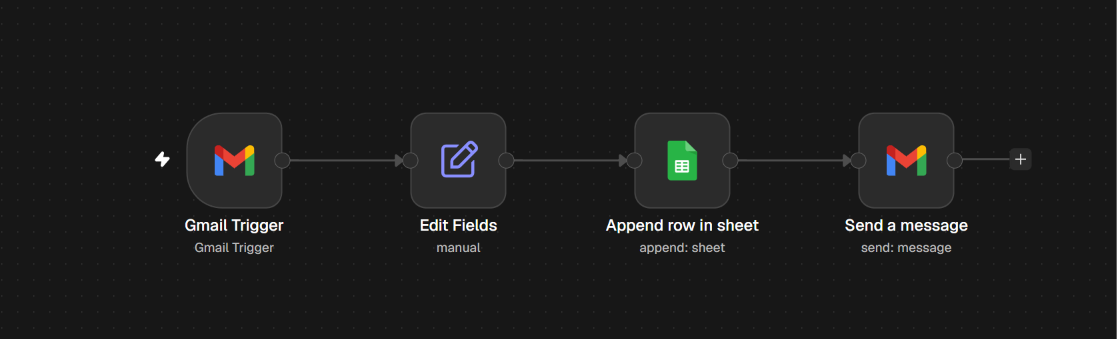 Gmail Trigger
Gmail Trigger
Edit Fields
manual
Append row in sheet
append: sheet
Send a message
send: message